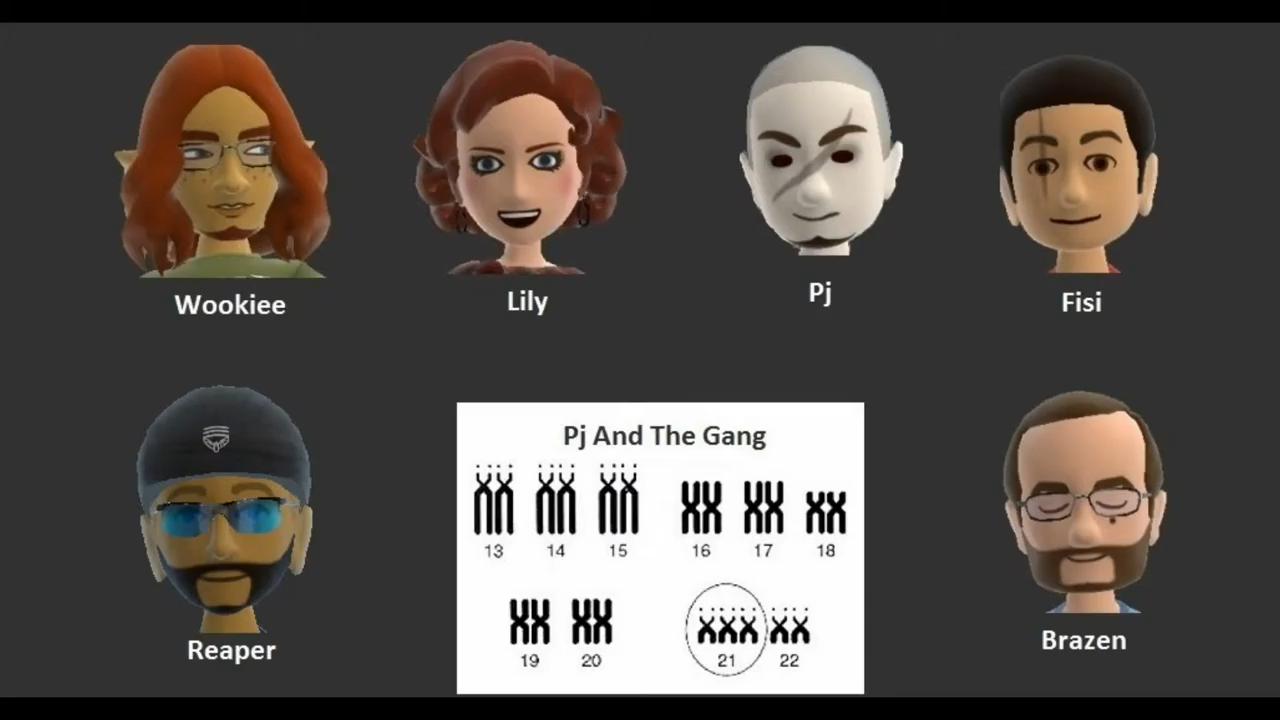 Wookiee
Lily
Pj
Fisi
Reaper
Pj And The Gang
13 14 15 16 17 18
19 20 21 22
Brazen